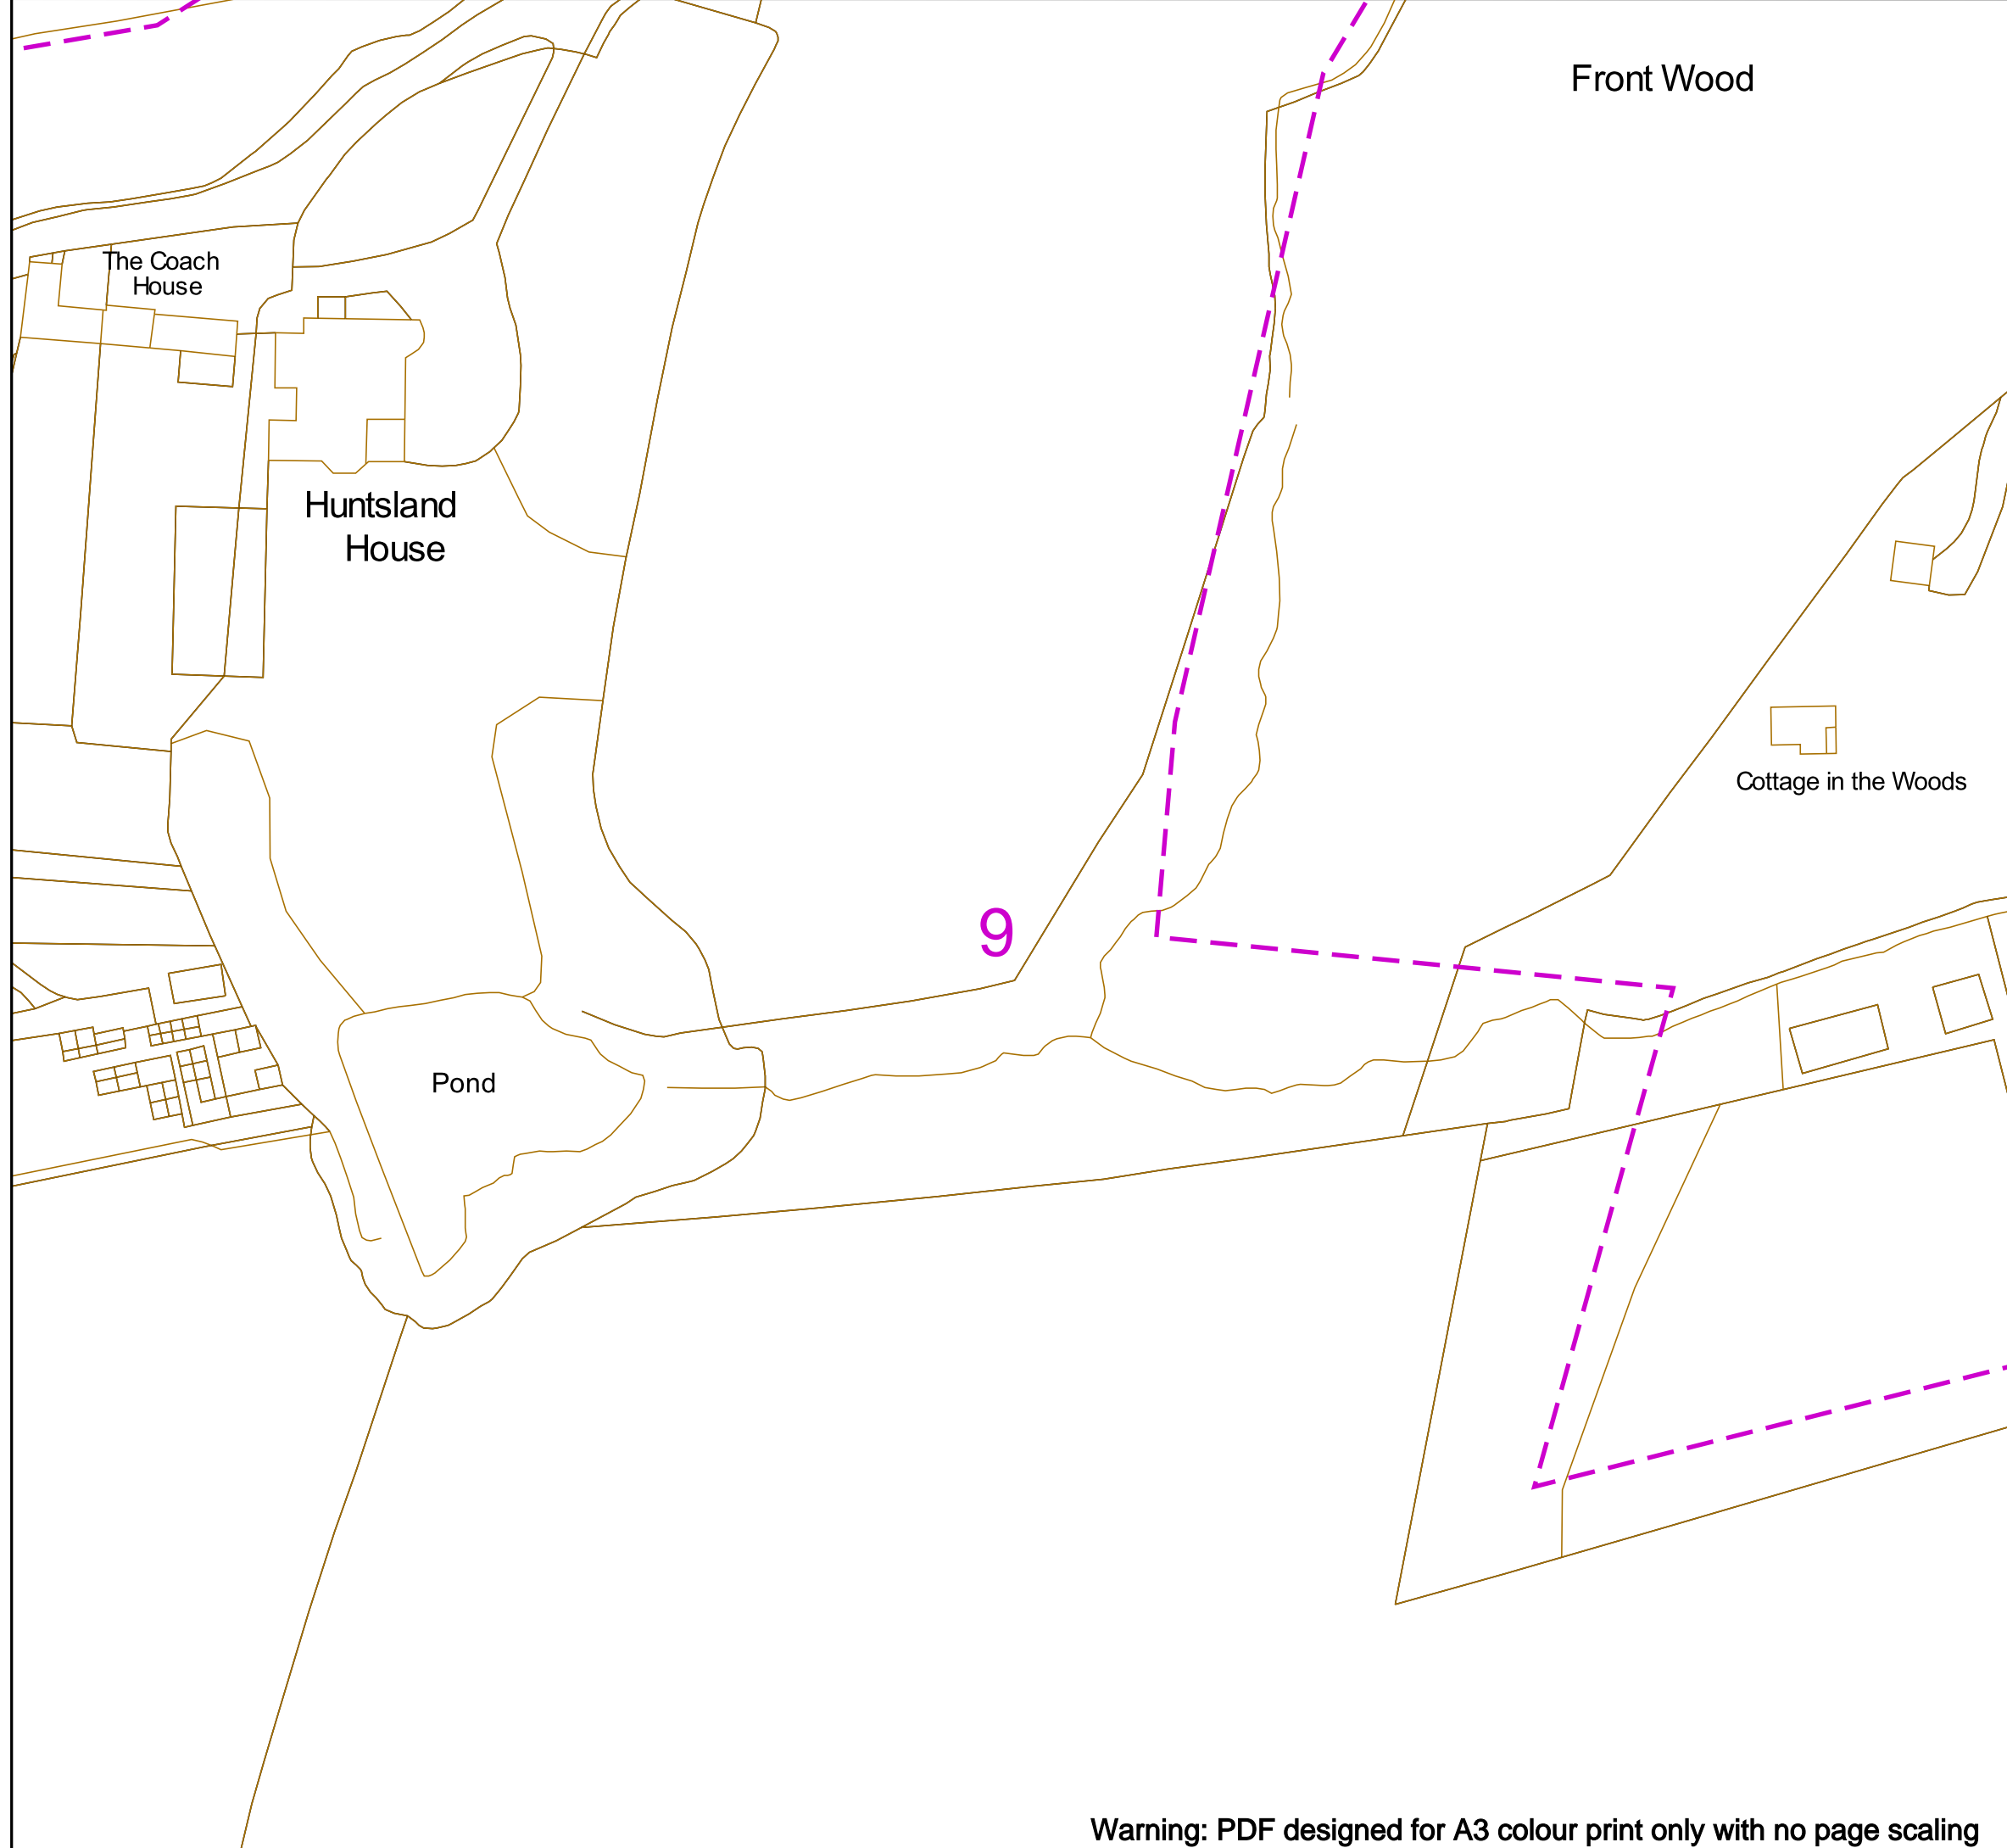 Front Wood
The Coach
House
Huntsland
House
Cottage in the Woods
9
Pond
Warning: PDF designed for A3 colour print only with no page scaling